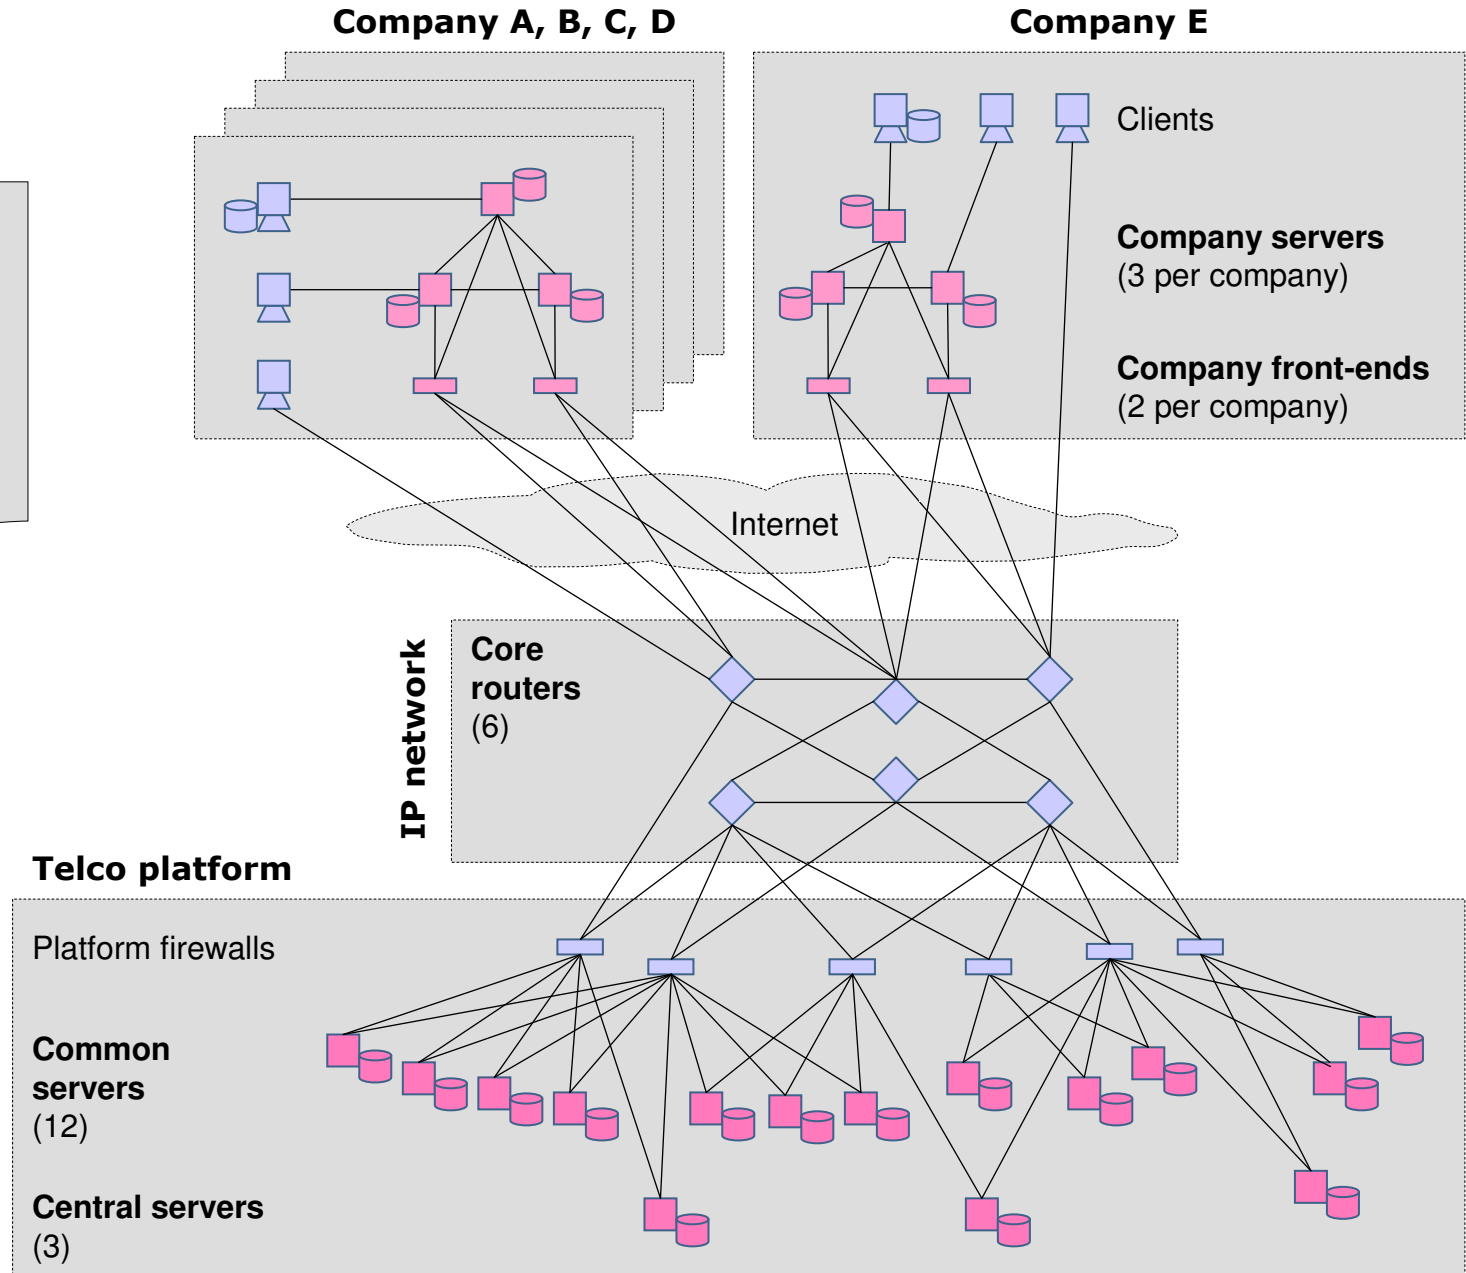 Company A, B, C, D
Company E
Clients
Company servers
(3 per company)
Company front-ends
(2 per company)
Internet
IP network
Core
routers
(6)
Telco platform
Platform firewalls
Common
servers
(12)
Central servers
(3)